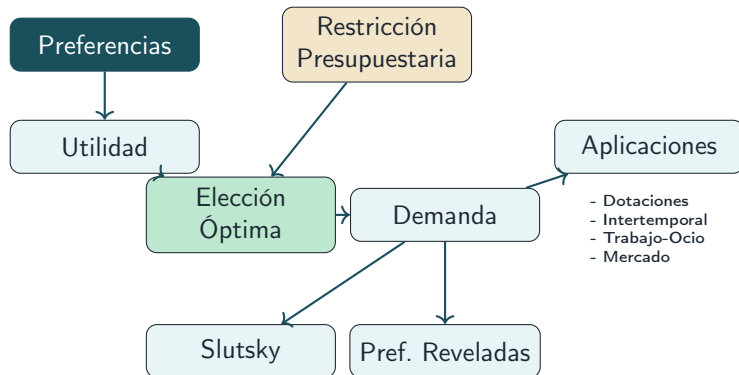 Preferencias
Restricción
Presupuestaria
Utilidad
Aplicaciones
Elección
Óptima
Demanda
- Dotaciones
- Intertemporal
- Trabajo-Ocio
- Mercado
Slutsky
Pref. Reveladas